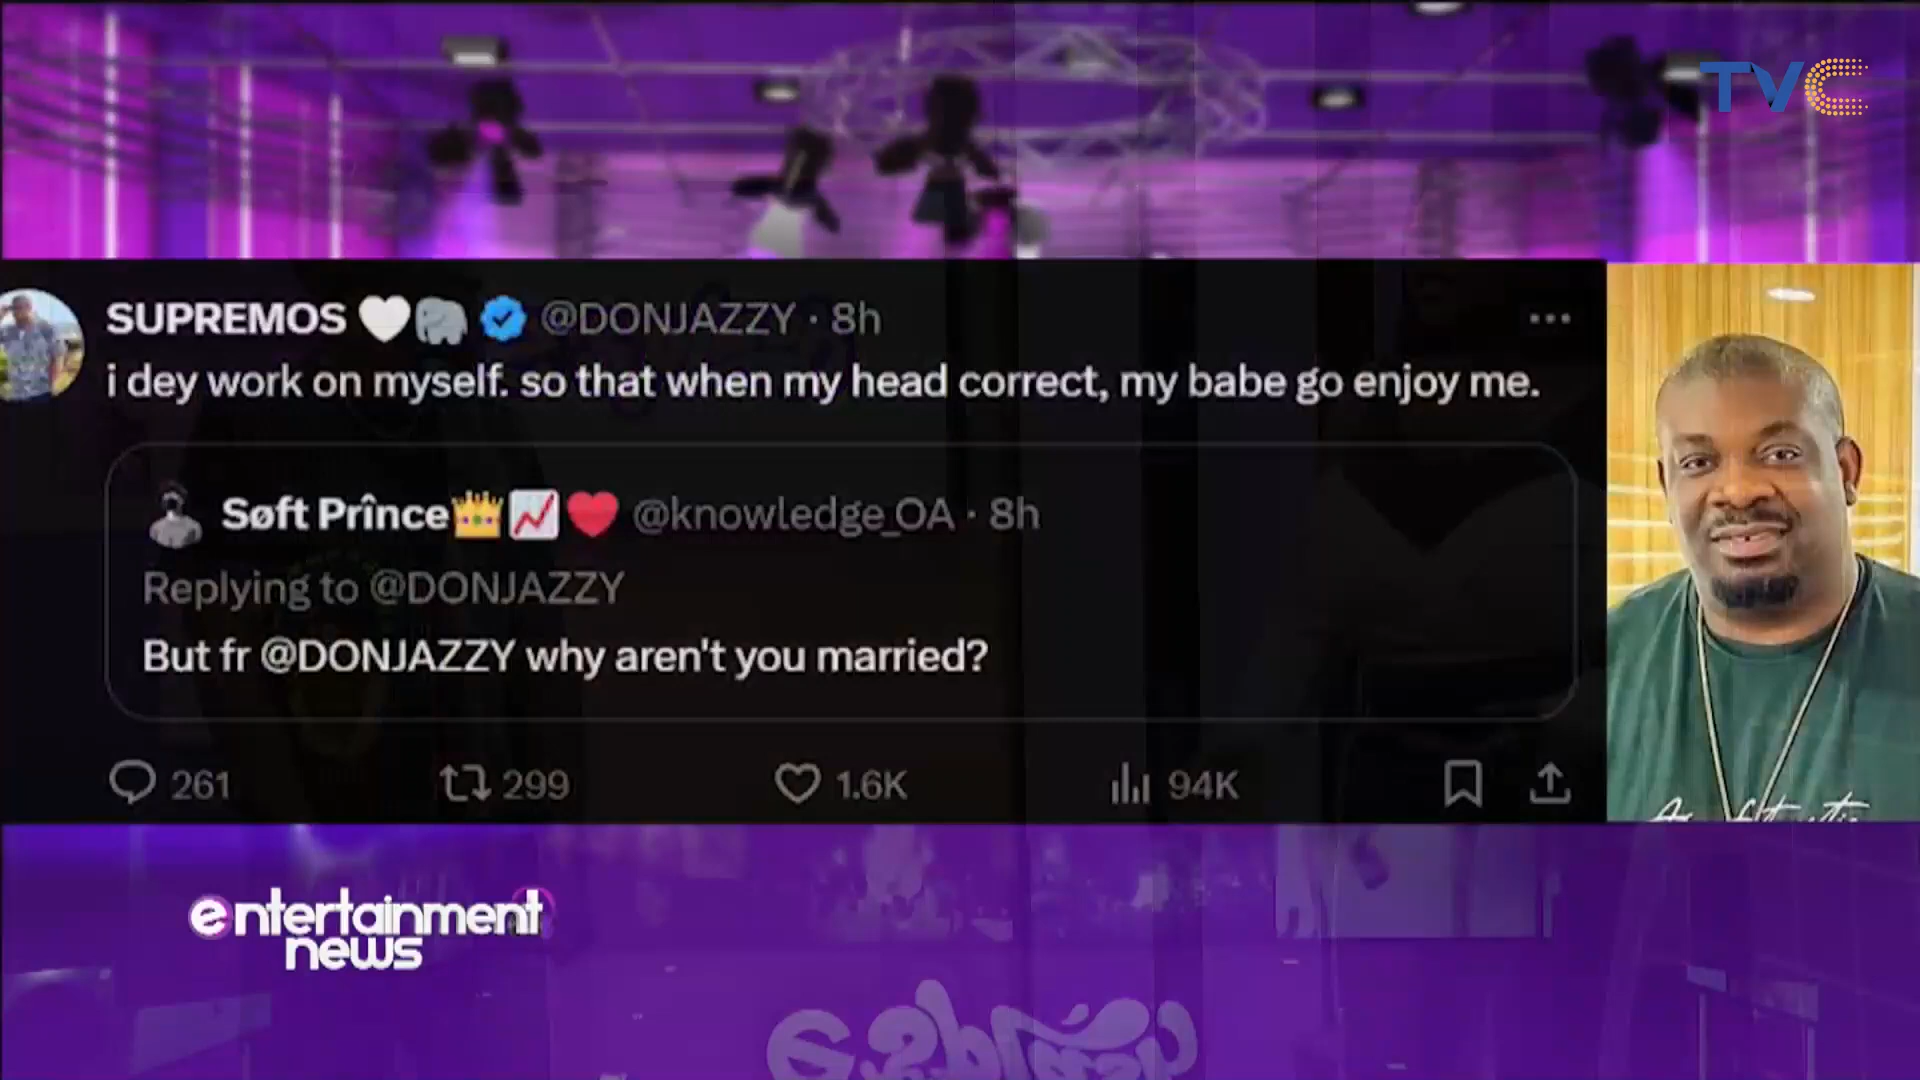 TVC
SUPREMOS 🤍🐘 @DONJAZZY · 8h
i dey work on myself. so that when my head correct, my babe go enjoy me.
Søft Prînce👑📈❤️ @knowledge_OA · 8h
Replying to @DONJAZZY
But fr @DONJAZZY why aren't you married?
261 299 1.6K 94K
entertainment
news